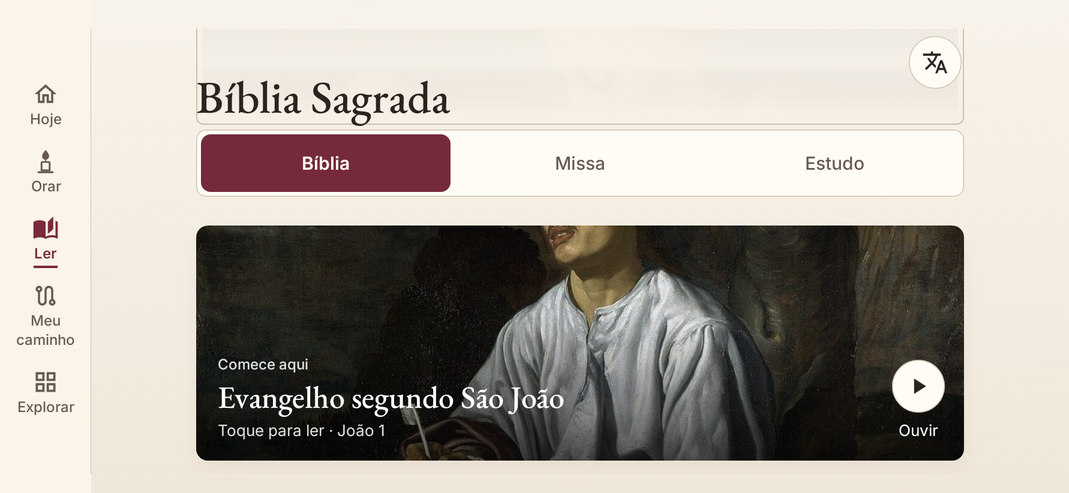 Hoje
Orar
Ler
Meu
caminho
Explorar
Bíblia Sagrada
Bíblia
Missa
Estudo
Comece aqui
Evangelho segundo São João
Toque para ler · João 1
Ouvir